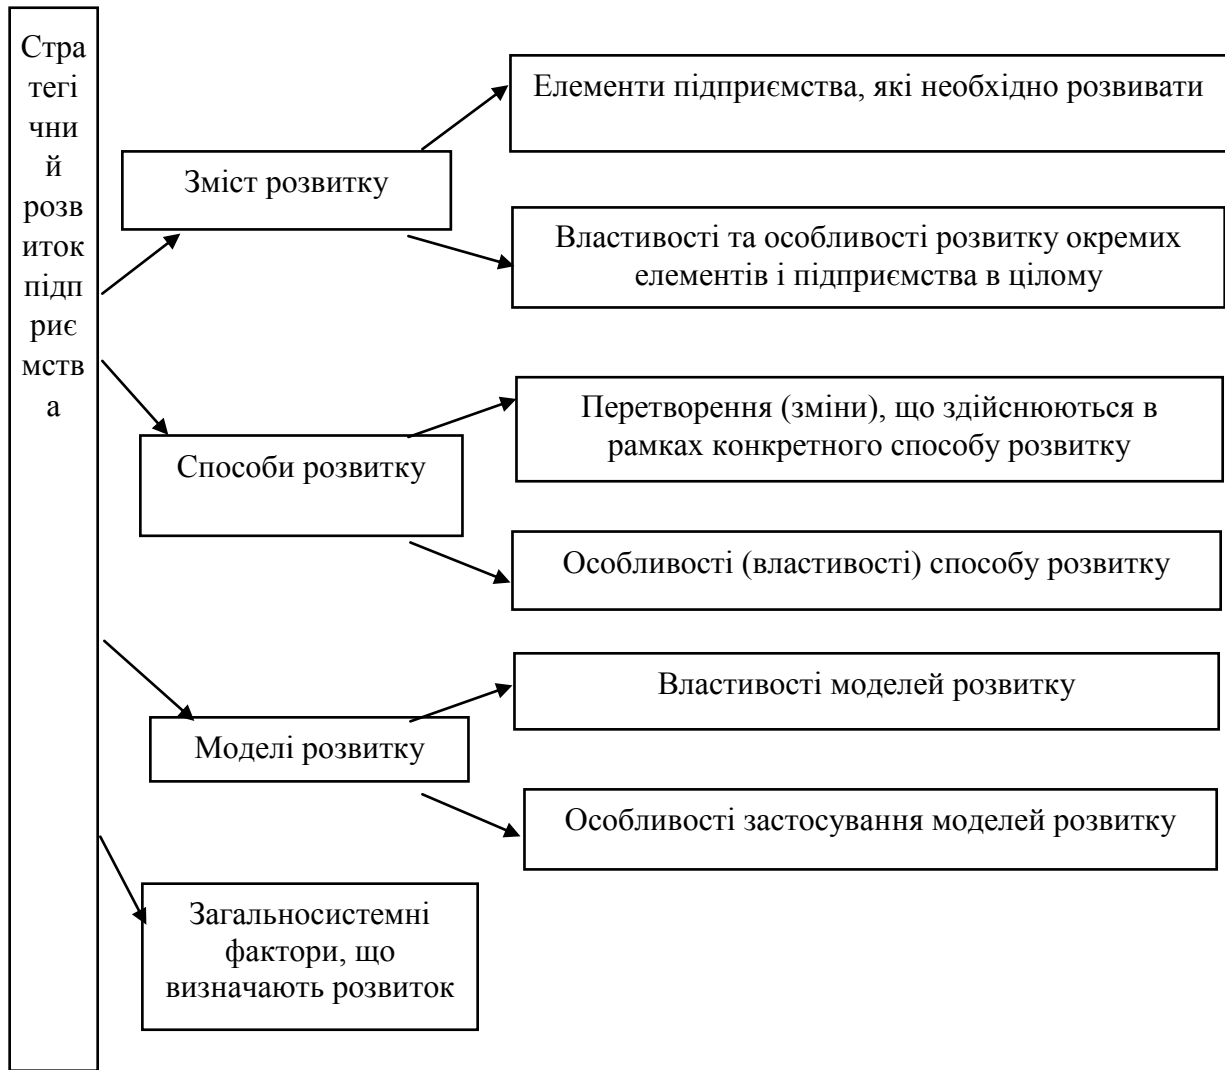 Стра
тегі
чни
й
розв
иток
підп
риє
мств
а
Елементи підприємства, які необхідно розвивати
Зміст розвитку
Властивості та особливості розвитку окремих
елементів і підприємства в цілому
Перетворення (зміни), що здійснюються в
рамках конкретного способу розвитку
Способи розвитку
Особливості (властивості) способу розвитку
Властивості моделей розвитку
Моделі розвитку
Особливості застосування моделей розвитку
Загальносистемні
фактори, що
визначають розвиток